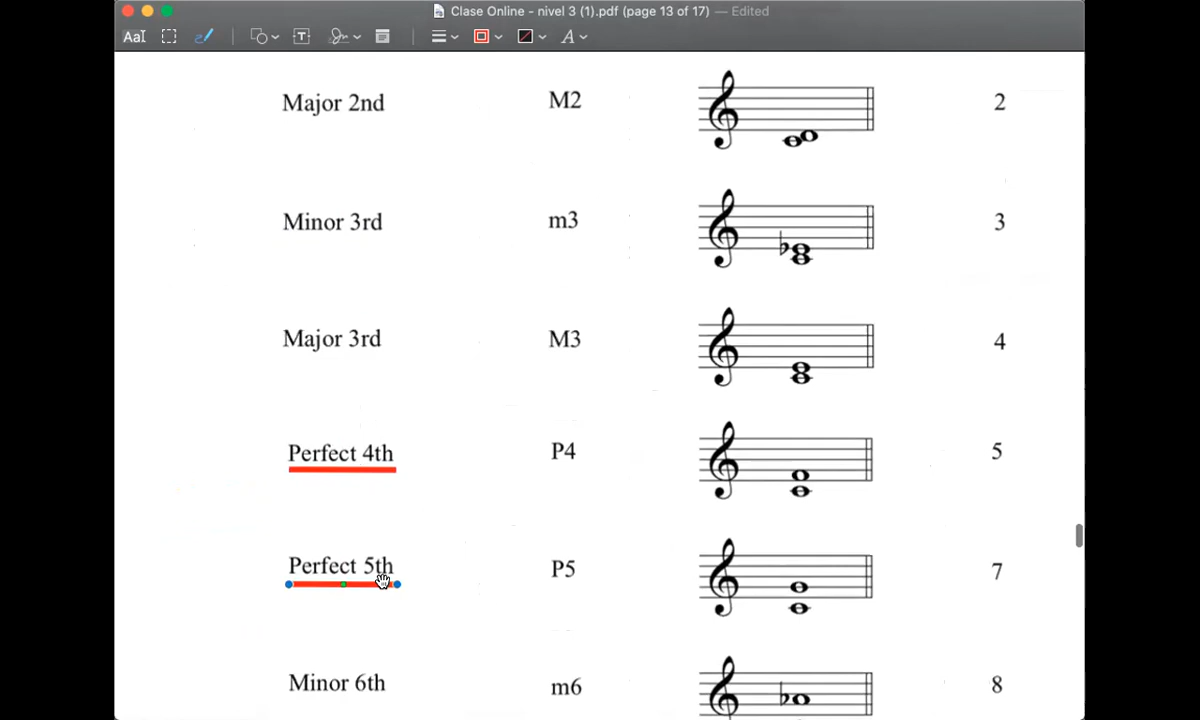 Clase Online - nivel 3 (1).pdf (page 13 of 17) — Edited
AaI T A
Major 2nd M2 2
Minor 3rd m3 3
Major 3rd M3 4
Perfect 4th P4 5
Perfect 5th P5 7
Minor 6th m6 8